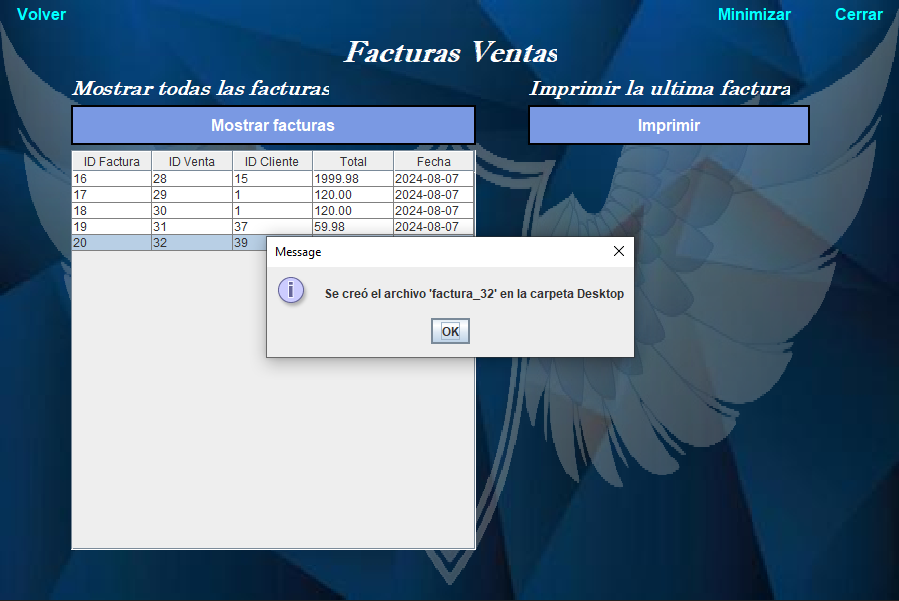 Volver Minimizar Cerrar
Facturas Ventas
Mostrar todas las facturas Imprimir la ultima factura
Mostrar facturas Imprimir
ID Factura ID Venta ID Cliente Total Fecha
16 28 15 1999.98 2024-08-07
17 29 1 120.00 2024-08-07
18 30 1 120.00 2024-08-07
19 31 37 59.98 2024-08-07
20 32 39
Message
i
Se creó el archivo 'factura_32' en la carpeta Desktop
OK